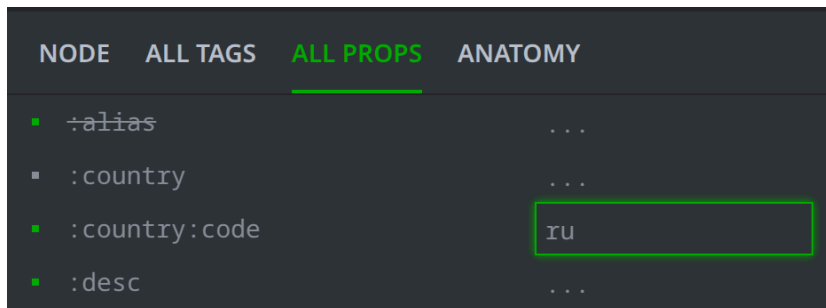 NODE ALL TAGS ALL PROPS ANATOMY
:alias ...
:country ...
:country:code ru
:desc ...